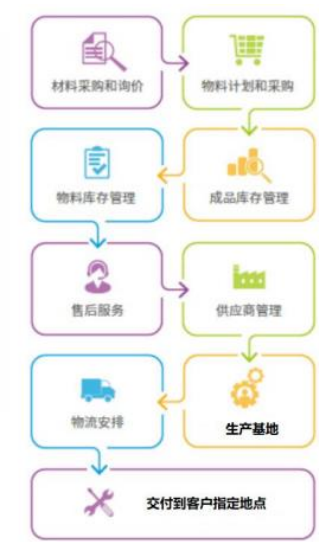 材料采购和询价
物料计划和采购
物料库存管理
成品库存管理
售后服务
供应商管理
物流安排
生产基地
交付到客户指定地点